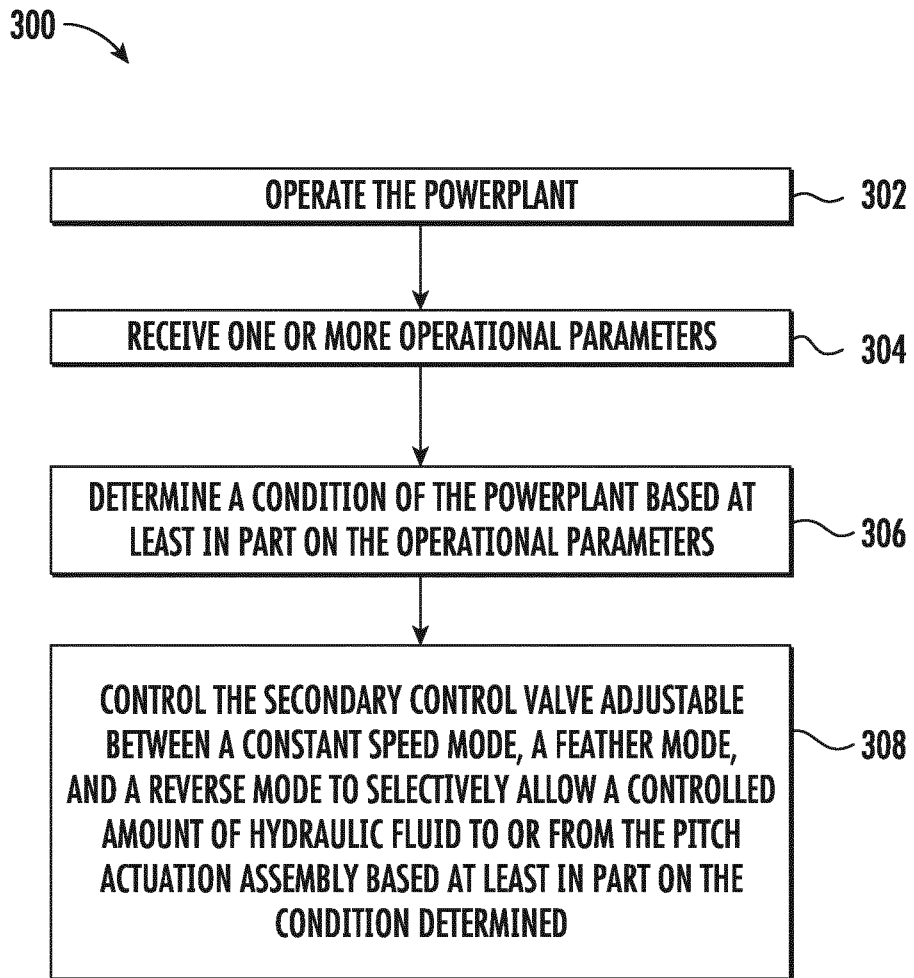 300
OPERATE THE POWERPLANT
302
RECEIVE ONE OR MORE OPERATIONAL PARAMETERS
304
DETERMINE A CONDITION OF THE POWERPLANT BASED AT
LEAST IN PART ON THE OPERATIONAL PARAMETERS
306
CONTROL THE SECONDARY CONTROL VALVE ADJUSTABLE
BETWEEN A CONSTANT SPEED MODE, A FEATHER MODE,
AND A REVERSE MODE TO SELECTIVELY ALLOW A CONTROLLED
AMOUNT OF HYDRAULIC FLUID TO OR FROM THE PITCH
ACTUATION ASSEMBLY BASED AT LEAST IN PART ON THE
CONDITION DETERMINED
308